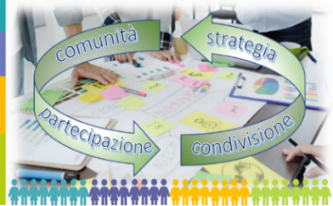 comunità
strategia
partecipazione
condivisione